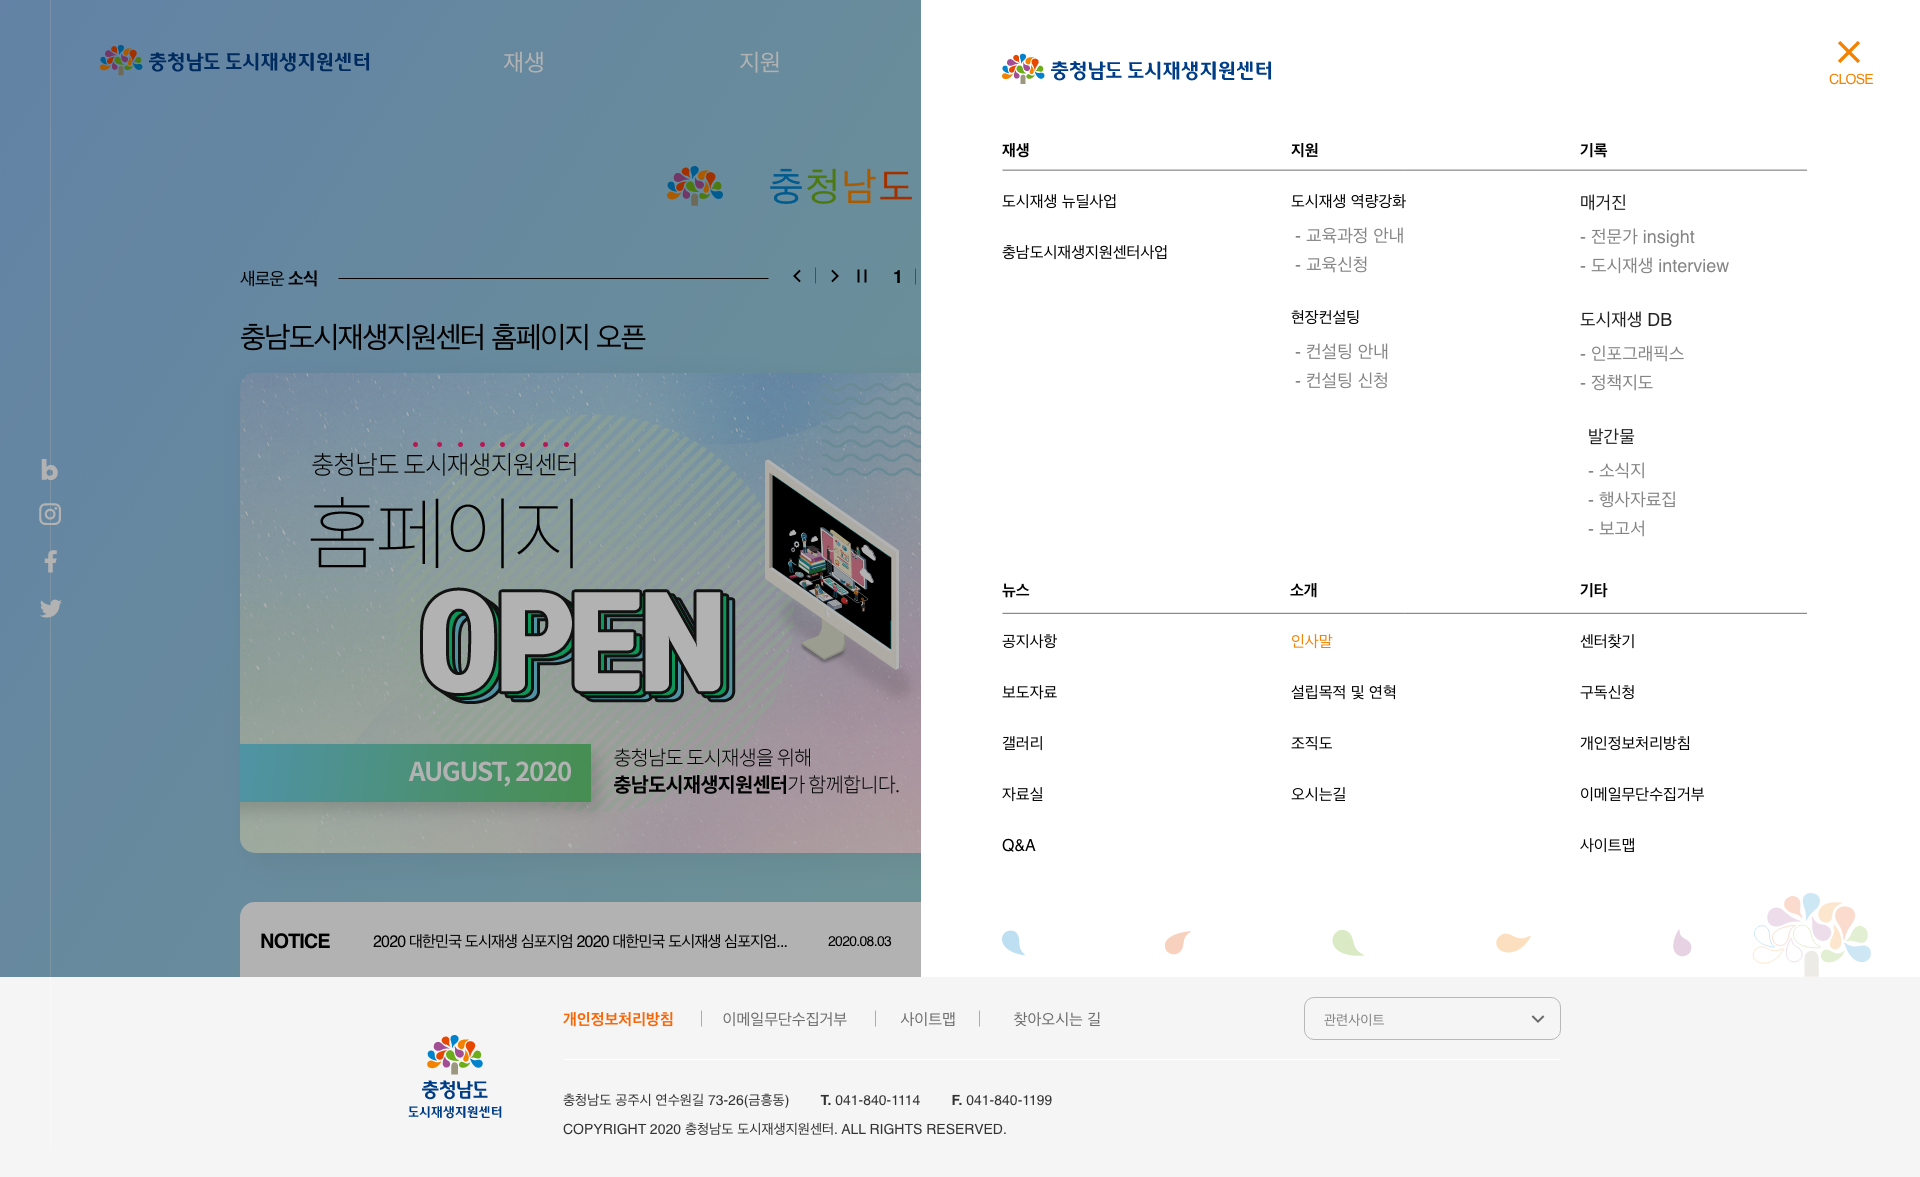 충청남도 도시재생지원센터
재생
지원
충청남도
새로운 소식
1
충남도시재생지원센터 홈페이지 오픈
충청남도 도시재생지원센터
홈페이지
OPEN
AUGUST, 2020
충청남도 도시재생을 위해
충남도시재생지원센터가 함께합니다.
NOTICE
2020 대한민국 도시재생 심포지엄 2020 대한민국 도시재생 심포지엄...
2020.08.03
충청남도 도시재생지원센터
CLOSE
재생
도시재생 뉴딜사업
충남도시재생지원센터사업
지원
도시재생 역량강화
- 교육과정 안내
- 교육신청
현장컨설팅
- 컨설팅 안내
- 컨설팅 신청
기록
매거진
- 전문가 insight
- 도시재생 interview
도시재생 DB
- 인포그래픽스
- 정책지도
발간물
- 소식지
- 행사자료집
- 보고서
뉴스
공지사항
보도자료
갤러리
자료실
Q&A
소개
인사말
설립목적 및 연혁
조직도
오시는길
기타
센터찾기
구독신청
개인정보처리방침
이메일무단수집거부
사이트맵
충청남도
도시재생지원센터
개인정보처리방침
이메일무단수집거부
사이트맵
찾아오시는 길
관련사이트
충청남도 공주시 연수원길 73-26(금흥동) T. 041-840-1114 F. 041-840-1199
COPYRIGHT 2020 충청남도 도시재생지원센터. ALL RIGHTS RESERVED.